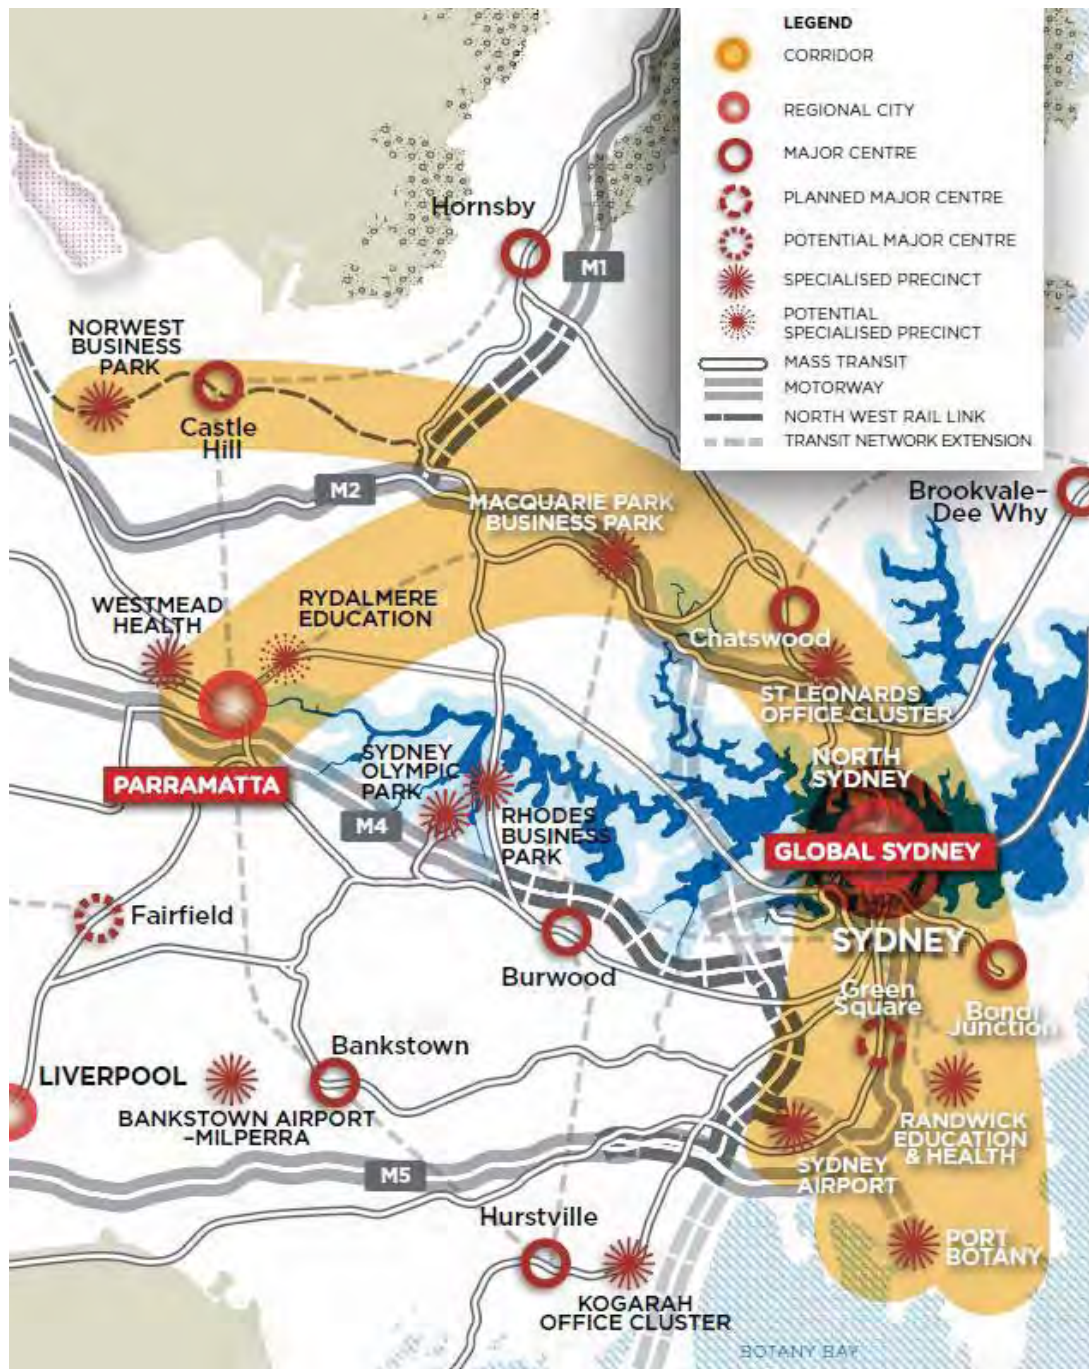 LEGEND
CORRIDOR
REGIONAL CITY
MAJOR CENTRE
PLANNED MAJOR CENTRE
POTENTIAL MAJOR CENTRE
SPECIALISED PRECINCT
POTENTIAL
SPECIALISED PRECINCT
MASS TRANSIT
MOTORWAY
NORTH WEST RAIL LINK
TRANSIT NETWORK EXTENSION
Hornsby
M1
NORWEST
BUSINESS
PARK
Castle
Hill
M2
MACQUARIE PARK
BUSINESS PARK
Brookvale–
Dee Why
WESTMEAD
HEALTH
RYDALMERE
EDUCATION
Chatswood
ST LEONARDS
OFFICE CLUSTER
NORTH
SYDNEY
PARRAMATTA
SYDNEY
OLYMPIC
PARK
M4
RHODES
BUSINESS
PARK
GLOBAL SYDNEY
Fairfield
SYDNEY
Burwood
Green
Square
Bondi
Junction
Bankstown
LIVERPOOL
BANKSTOWN AIRPORT
–MILPERRA
RANDWICK
EDUCATION
& HEALTH
SYDNEY
AIRPORT
M5
Hurstville
PORT
BOTANY
KOGARAH
OFFICE CLUSTER
BOTANY BAY